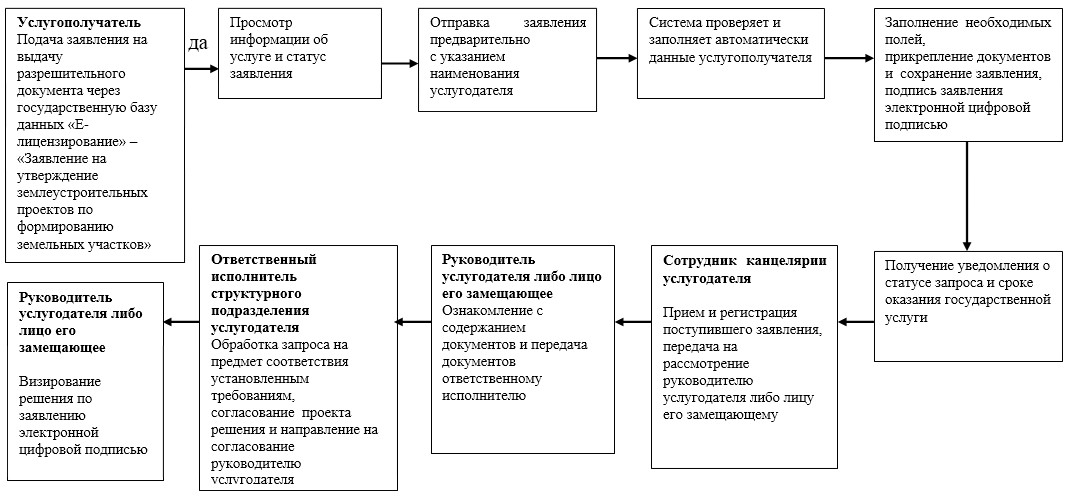 Услугополучатель
Подача заявления на
выдачу
разрешительного
документа через
государственную базу
данных «Е-
лицензирование» –
«Заявление на
утверждение
землеустроительных
проектов по
формированию
земельных участков»
да
Просмотр
информации об
услуге и статус
заявления
Отправка заявления
предварительно
с указанием
наименования
услугодателя
Система проверяет и
заполняет автоматически
данные услугополучателя
Заполнение необходимых
полей,
прикрепление документов
и сохранение заявления,
подпись заявления
электронной цифровой
подписью
Получение уведомления о
статусе запроса и сроке
оказания государственной
услуги
Сотрудник канцелярии
услугодателя
Прием и регистрация
поступившего заявления,
передача на
рассмотрение
руководителю
услугодателя либо лицу
его замещающему
Руководитель
услугодателя либо лицо
его замещающее
Ознакомление с
содержанием
документов и передача
документов
ответственному
исполнителю
Ответственный
исполнитель
структурного
подразделения
услугодателя
Обработка запроса на
предмет соответствия
установленным
требованиям,
согласование проекта
решения и направление на
согласование
руководителю
услугодателя
Руководитель
услугодателя либо
лицо его
замещающее
Визирование
решения по
заявлению
электронной
цифровой подписью